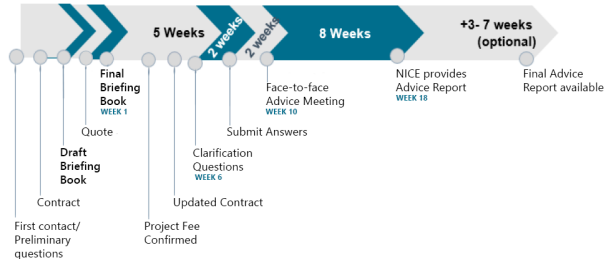 5 Weeks
2 weeks
2 weeks
8 Weeks
+3- 7 weeks
(optional)
Final
Briefing
Book
WEEK 1
Face-to-face
Advice Meeting
WEEK 10
NICE provides
Advice Report
WEEK 18
Final Advice
Report available
Quote
Submit Answers
Draft
Briefing
Book
Clarification
Questions
WEEK 6
Contract
Updated Contract
First contact/
Preliminary
questions
Project Fee
Confirmed